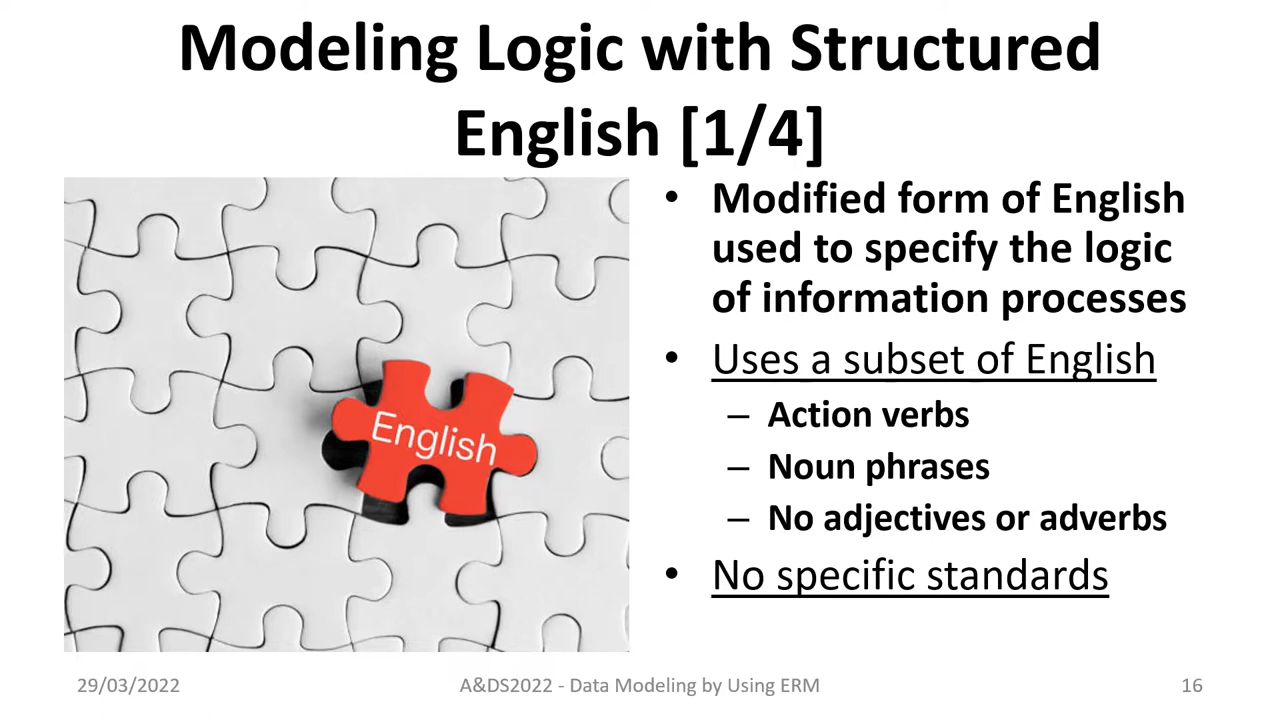 Modeling Logic with Structured
English [1/4]
English
• Modified form of English
used to specify the logic
of information processes
• Uses a subset of English
– Action verbs
– Noun phrases
– No adjectives or adverbs
• No specific standards
29/03/2022
A&DS2022 - Data Modeling by Using ERM
16